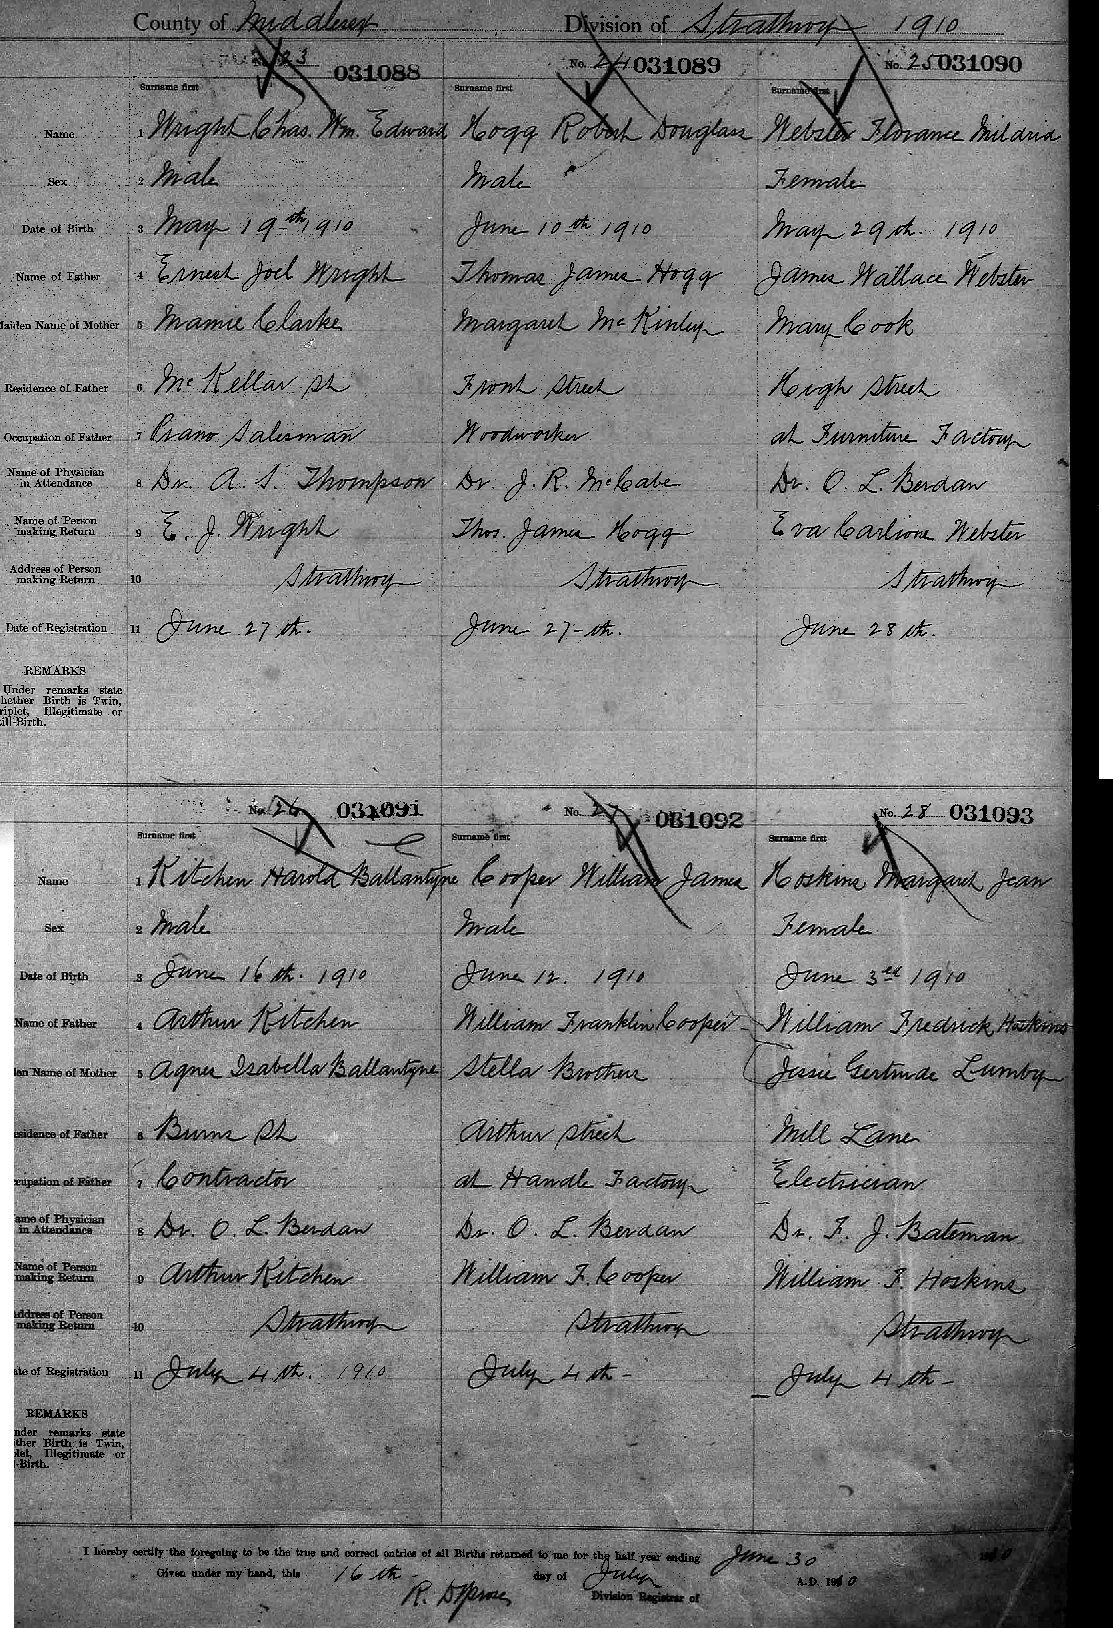 County of Middlesex Division of Strathroy 1910
No. 23 031088 No. 24 031089 No. 25 031090
Surname first Surname first Surname first
Name 1 Wright Chas. Wm. Edward Hogg Robert Douglass Webster Florance Mildrid
Sex 2 Male Male Female
Date of Birth 3 May 19th 1910 June 10th 1910 May 29th. 1910
Name of Father 4 Ernest Joel Wright Thomas James Hogg James Wallace Webster
Maiden Name of Mother 5 Mamie Clarke Margaret McKinley Mary Cook
Residence of Father 6 McKellar St Front Street High Street
Occupation of Father 7 Piano Salesman Woodworker at Furniture Factory
Name of Physician
in Attendance 8 Dr. A. S. Thompson Dr. J. R. McCabe Dr. O. L. Berdan
Name of Person
making Return 9 E. J. Wright Thos. James Hogg Eva Carlione Webster
Address of Person
making Return 10 Strathroy Strathroy Strathroy
Date of Registration 11 June 27th. June 27-th. June 28th.
REMARKS
Under remarks state
hether Birth is Twin,
riplet, Illegitimate or
till-Birth.
No. 26 031091 No. 27 031092 No. 28 031093
Surname first Surname first Surname first
Name 1 Kitchen Harold Ballantyne Cooper William James Hoskins Margaret Jean
Sex 2 Male Male Female
Date of Birth 3 June 16th. 1910 June 12. 1910 June 3rd 1910
Name of Father 4 Arthur Kitchen William Franklin Cooper William Fredrick Hoskins
den Name of Mother 5 Agnes Isabella Ballantyne Stella Brothers Jessie Gertrude Lumby
esidence of Father 6 Burns St Arthur Street Mill Lane
cupation of Father 7 Contractor at Handle Factory Electrician
ame of Physician
in Attendance 8 Dr. O. L. Berdan Dr. O. L. Berdan Dr. F. J. Bateman
Name of Person
making Return 9 Arthur Kitchen William F. Cooper William F. Hoskins
Address of Person
making Return 10 Strathroy Strathroy Strathroy
ate of Registration 11 July 4th. 1910 July 4th - July 4th -
REMARKS
nder remarks state
ther Birth is Twin,
plet, Illegitimate or
-Birth.
I hereby certify the foregoing to be the true and correct entries of all Births returned to me for the half year ending June 30 1910
Given under my hand, this 16th - day of July A.D. 1910
R. Division Registrar of